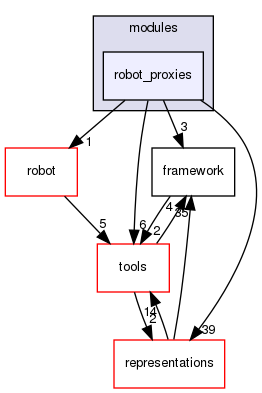 modules
robot_proxies
3
1
robot
framework
5
6
4
2
35
tools
14
2
39
representations